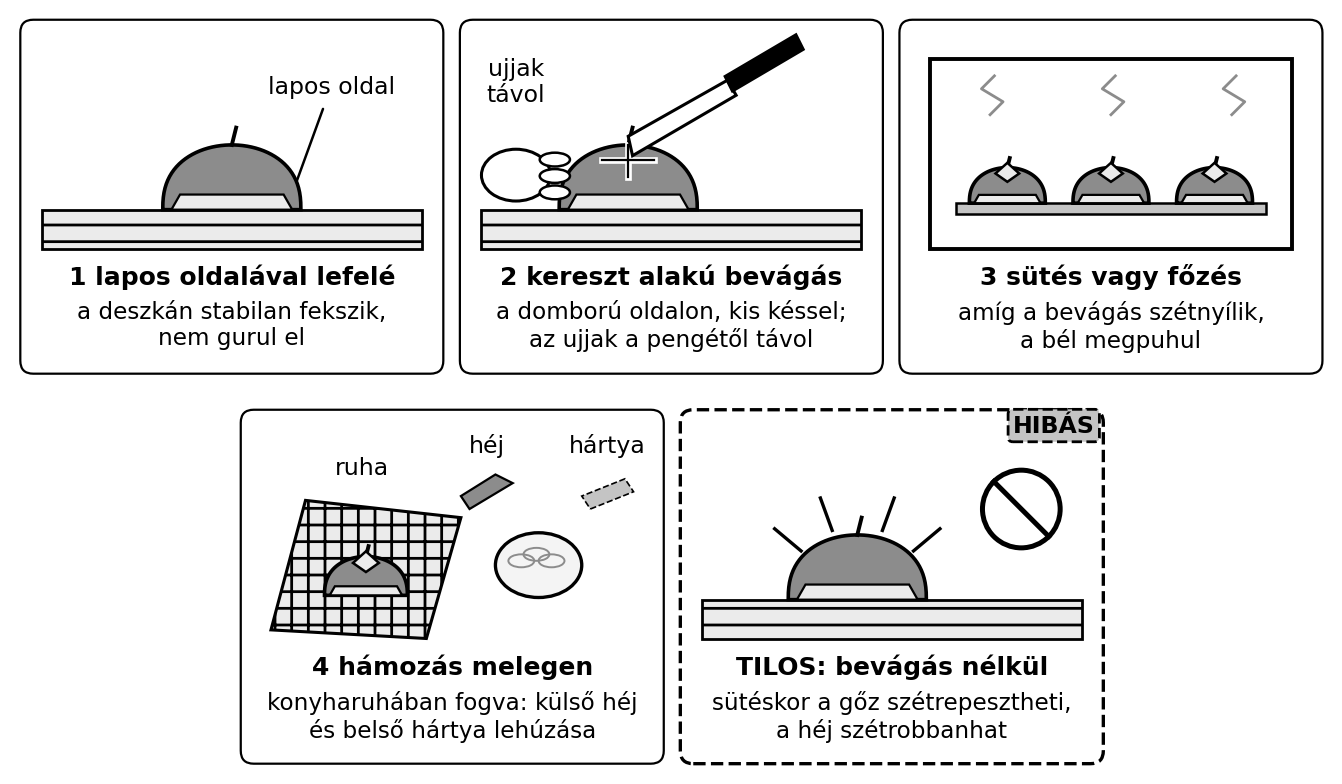 lapos oldal
1 lapos oldalával lefelé
a deszkán stabilan fekszik,
nem gurul el
ujjak
távol
2 kereszt alakú bevágás
a domború oldalon, kis késsel;
az ujjak a pengétől távol
3 sütés vagy főzés
amíg a bevágás szétnyílik,
a bél megpuhul
ruha
héj
hártya
4 hámozás melegen
konyharuhában fogva: külső héj
és belső hártya lehúzása
HIBÁS
TILOS: bevágás nélkül
sütéskor a gőz szétrepesztheti,
a héj szétrobbanhat